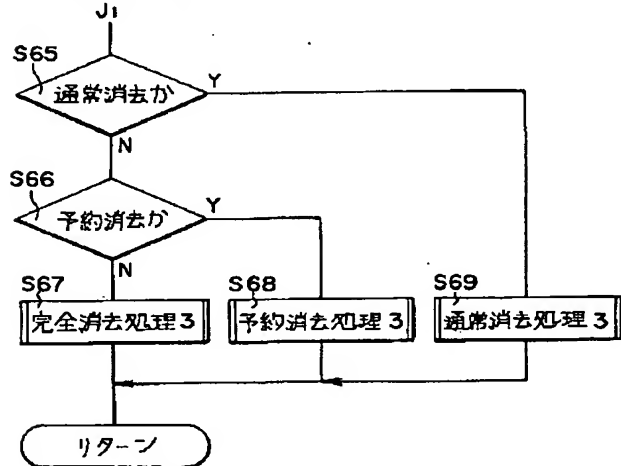 J1
S65
通常消去か
Y
N
S66
予約消去か
Y
N
S67
完全消去処理3
S68
予約消去処理3
S69
通常消去処理3
リターン